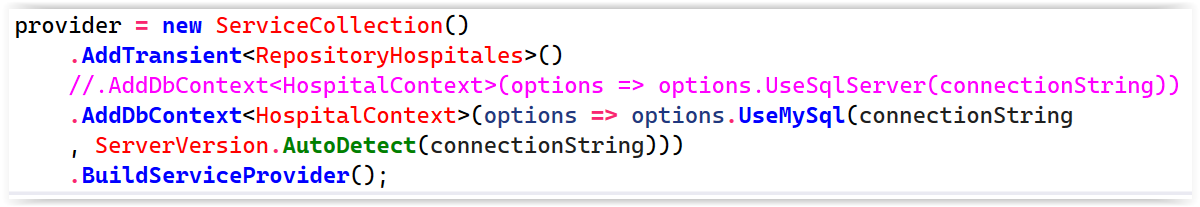 provider = new ServiceCollection()
    .AddTransient<RepositoryHospitales>()
    //.AddDbContext<HospitalContext>(options => options.UseSqlServer(connectionString))
    .AddDbContext<HospitalContext>(options => options.UseMySql(connectionString
    , ServerVersion.AutoDetect(connectionString)))
    .BuildServiceProvider();